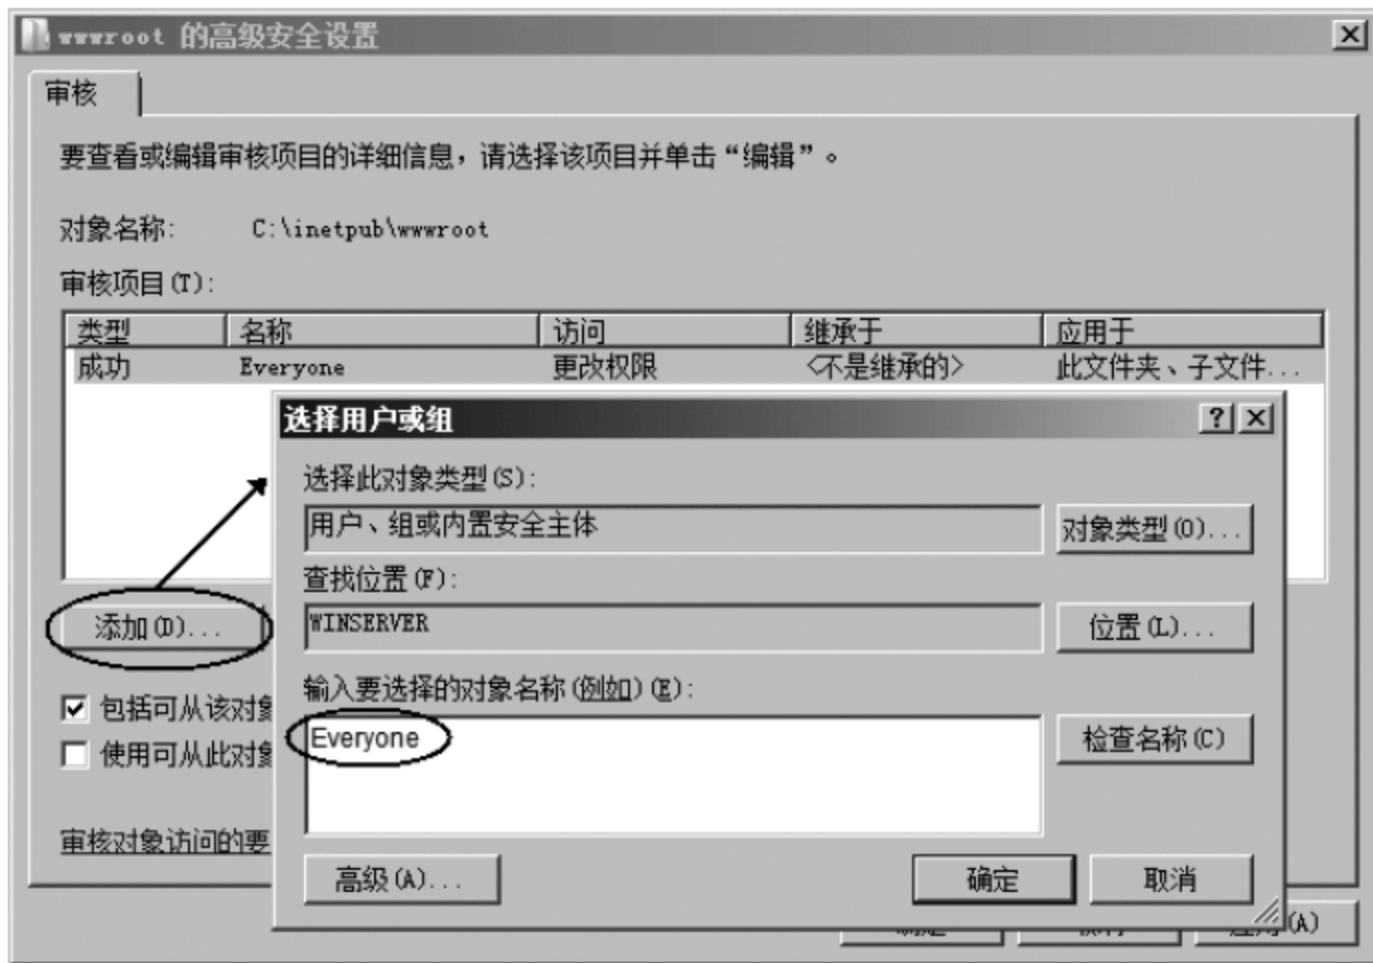 wwwroot 的高级安全设置
审核
要查看或编辑审核项目的详细信息，请选择该项目并单击“编辑”。
对象名称: C:\inetpub\wwwroot
审核项目(T):
类型 名称 访问 继承于 应用于
成功 Everyone 更改权限 <不是继承的> 此文件夹、子文件...
选择用户或组
选择此对象类型(S):
用户、组或内置安全主体 对象类型(O)...
查找位置(F):
添加(D)... WINSERVER 位置(L)...
输入要选择的对象名称(例如)(E):
包括可从该对象
Everyone 检查名称(C)
使用可从此对象
审核对象访问的要
高级(A)... 确定 取消
(A)